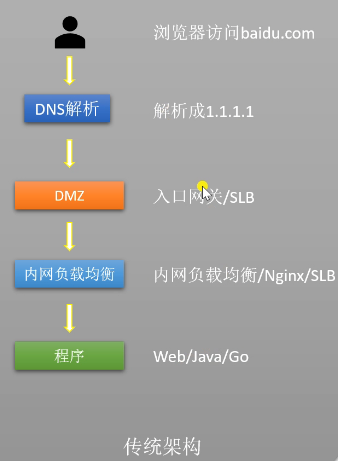 浏览器访问baidu.com
DNS解析
解析成1.1.1.1
DMZ
入口网关/SLB
内网负载均衡
内网负载均衡/Nginx/SLB
程序
Web/Java/Go
传统架构